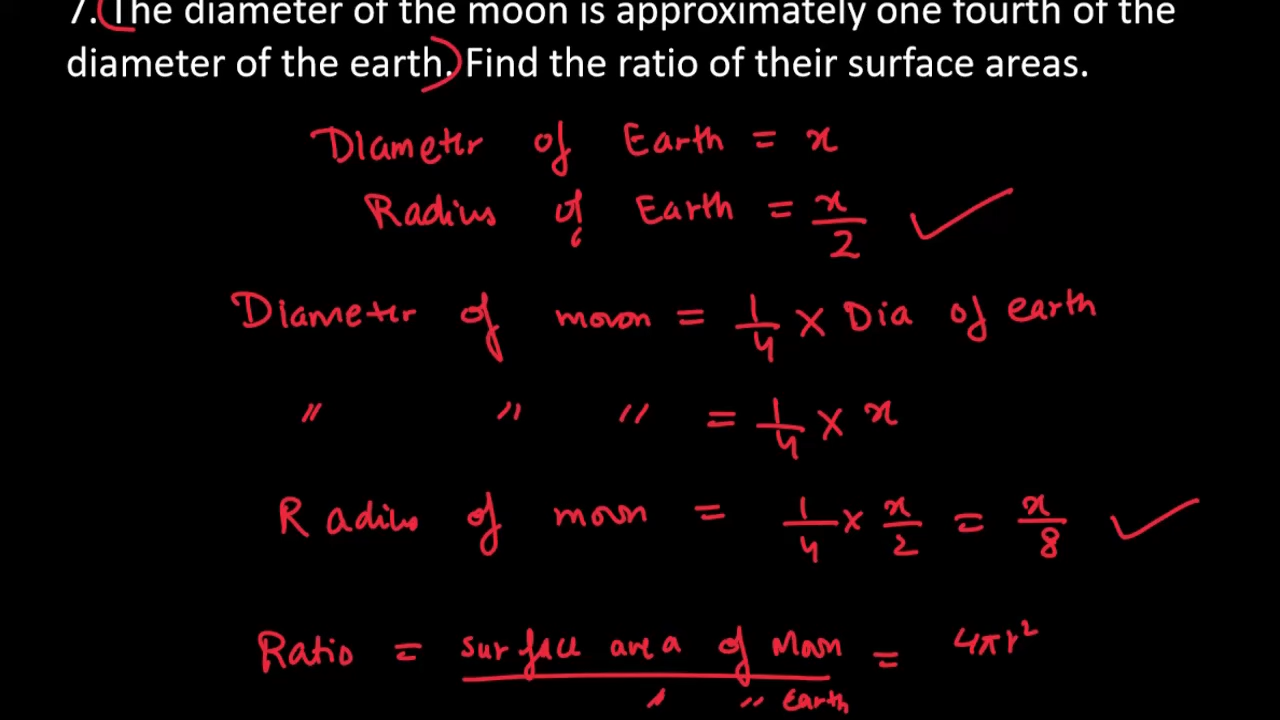 7. The diameter of the moon is approximately one fourth of the
diameter of the earth. Find the ratio of their surface areas.
Diameter of Earth = x
Radius of Earth = x/2
Diameter of moon = 1/4 × Dia of earth
" " " = 1/4 × x
Radius of moon = 1/4 × x/2 = x/8
Ratio = surface area of Moon = 4πr²
" " Earth